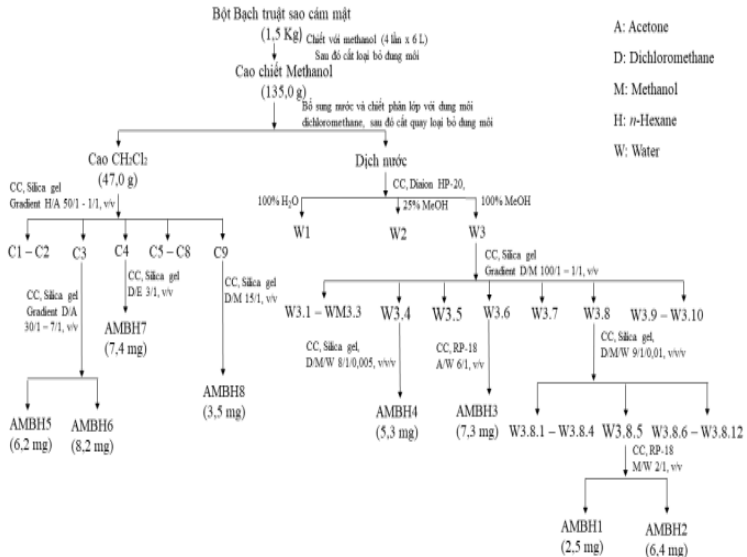 Bột Bạch truật sao cám mật
(1,5 Kg)
Chiết với methanol (4 lần x 6 L)
Sau đó cất loại bỏ dung môi
Cao chiết Methanol
(135,0 g)
Bổ sung nước và chiết phân lớp với dung môi
dichloromethane, sau đó cất quay loại bỏ dung môi
A: Acetone
D: Dichloromethane
M: Methanol
H: n-Hexane
W: Water
Cao CH₂Cl₂
(47,0 g)
Dịch nước
CC, Silica gel
Gradient H/A 50/1 - 1/1, v/v
CC, Diaion HP-20,
100% H₂O
25% MeOH
100% MeOH
W1
W2
W3
C1 – C2
C3
C4
C5 – C8
C9
CC, Silica gel
Gradient D/M 100/1 – 1/1, v/v
CC, Silica gel
Gradient D/A
30/1 – 7/1, v/v
CC, Silica gel
D/E 3/1, v/v
CC, Silica gel
D/M 15/1, v/v
AMBH7
(7,4 mg)
W3.1 – WM3.3
W3.4
W3.5
W3.6
W3.7
W3.8
W3.9 – W3.10
CC, Silica gel,
D/M/W 8/1/0,005, v/v/v
CC, RP-18
A/W 6/1, v/v
CC, Silica gel,
D/M/W 9/1/0,01, v/v/v
AMBH5
(6,2 mg)
AMBH6
(8,2 mg)
AMBH8
(3,5 mg)
AMBH4
(5,3 mg)
AMBH3
(7,3 mg)
W3.8.1 – W3.8.4
W3.8.5
W3.8.6 – W3.8.12
CC, RP-18
M/W 2/1, v/v
AMBH1
(2,5 mg)
AMBH2
(6,4 mg)